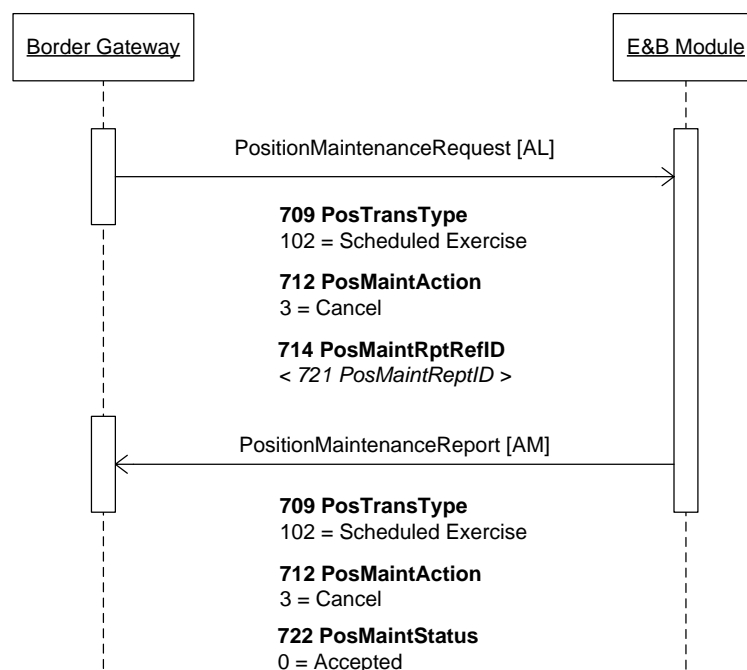 Border Gateway
E&B Module
PositionMaintenanceRequest [AL]
709 PosTransType
102 = Scheduled Exercise
712 PosMaintAction
3 = Cancel
714 PosMaintRptRefID
< 721 PosMaintReptID >
PositionMaintenanceReport [AM]
709 PosTransType
102 = Scheduled Exercise
712 PosMaintAction
3 = Cancel
722 PosMaintStatus
0 = Accepted